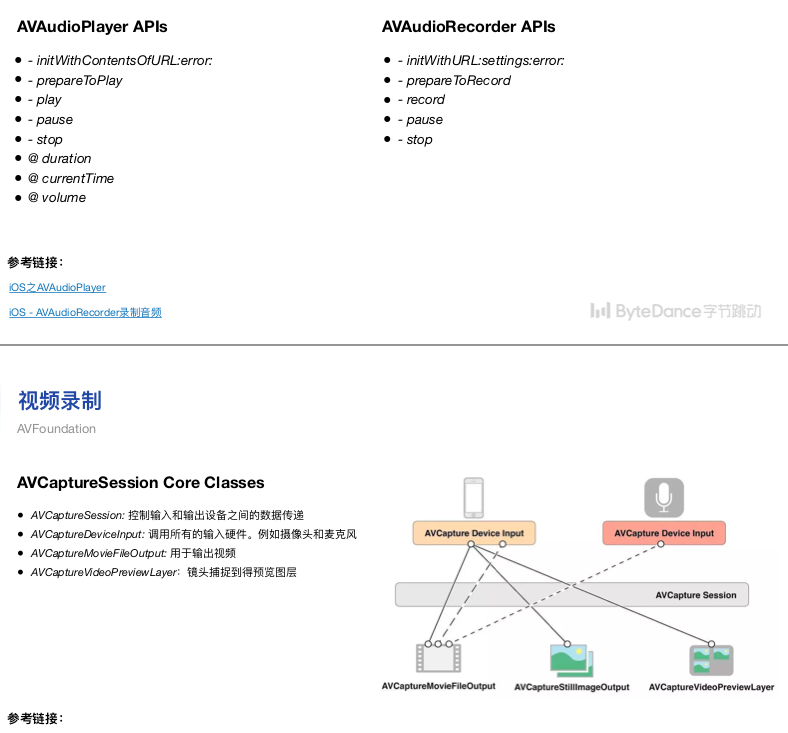 AVAudioPlayer APIs
- initWithContentsOfURL:error:
- prepareToPlay
- play
- pause
- stop
@ duration
@ currentTime
@ volume
AVAudioRecorder APIs
- initWithURL:settings:error:
- prepareToRecord
- record
- pause
- stop
参考链接：
iOS之AVAudioPlayer
iOS - AVAudioRecorder录制音频
ByteDance字节跳动
视频录制
AVFoundation
AVCaptureSession Core Classes
AVCaptureSession: 控制输入和输出设备之间的数据传递
AVCaptureDeviceInput: 调用所有的输入硬件。例如摄像头和麦克风
AVCaptureMovieFileOutput: 用于输出视频
AVCaptureVideoPreviewLayer：镜头捕捉到得预览图层
AVCapture Device Input
AVCapture Device Input
AVCapture Session
AVCaptureMovieFileOutput
AVCaptureStillImageOutput
AVCaptureVideoPreviewLayer
参考链接：